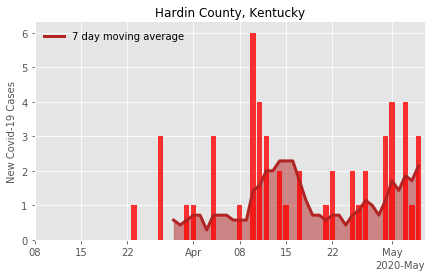 Hardin County, Kentucky
7 day moving average
New Covid-19 Cases
6
5
4
3
2
1
0
08 15 22 Apr 08 15 22 May
2020-May